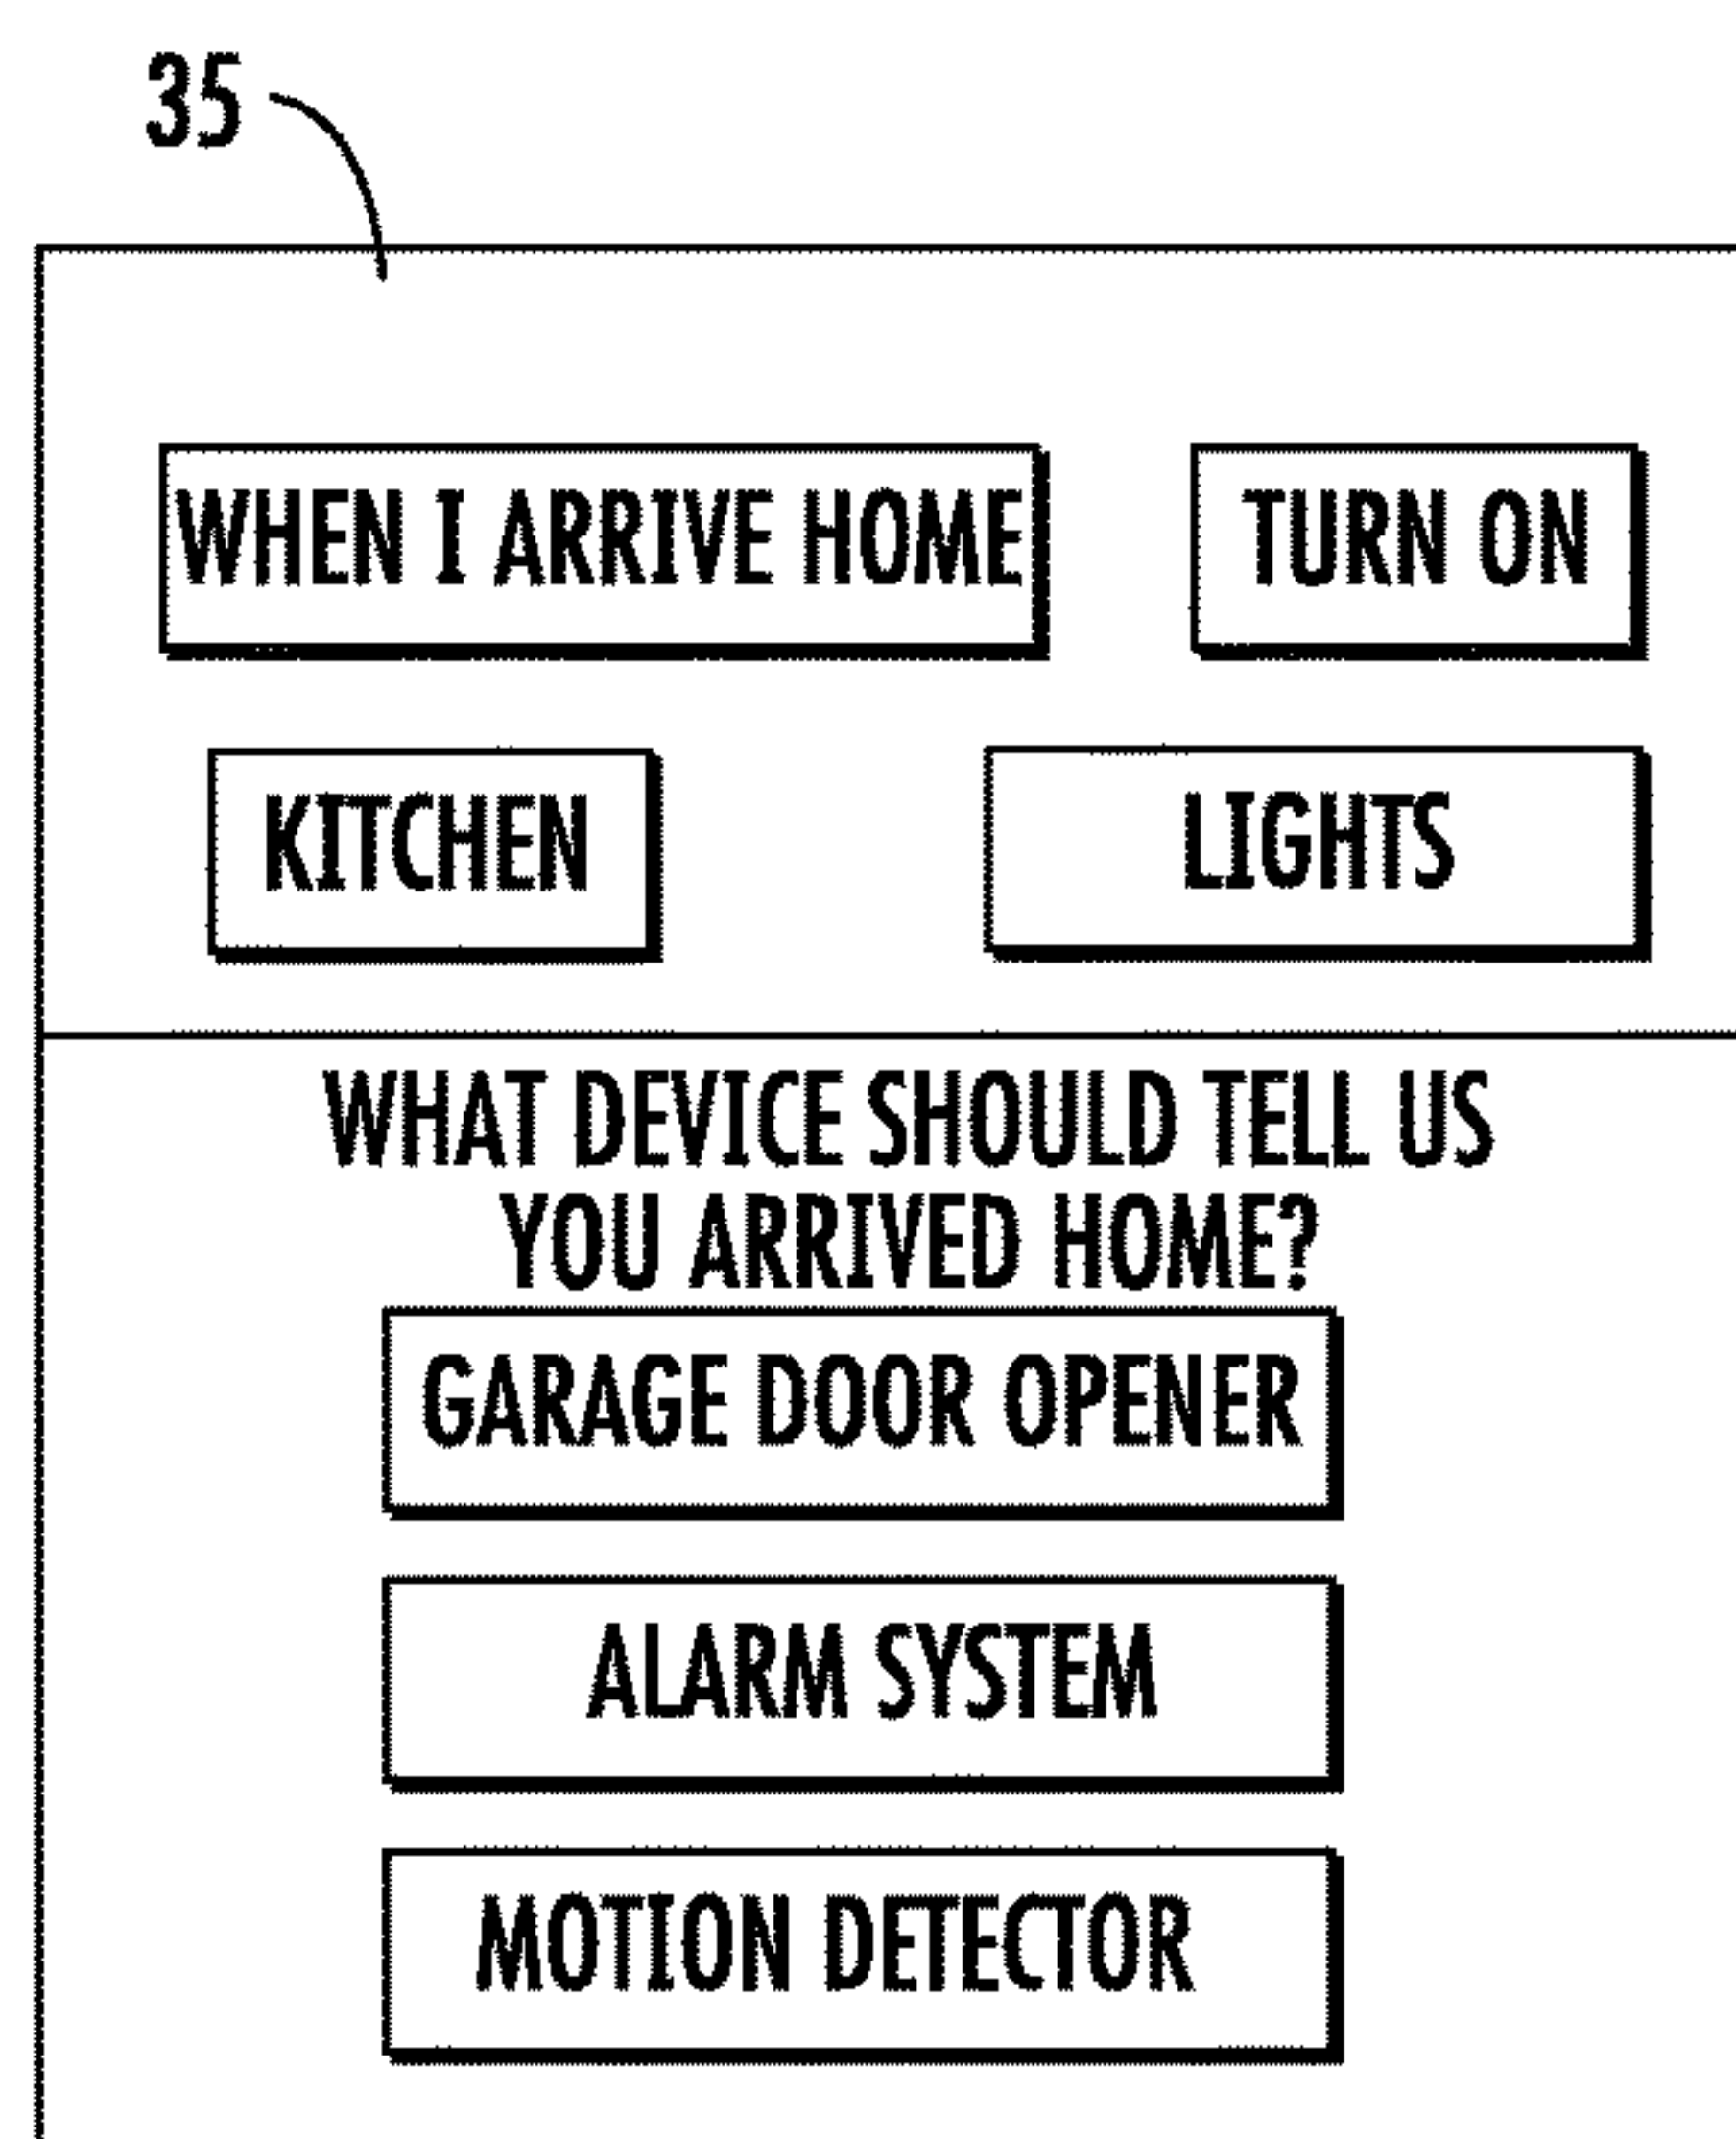 35
WHEN I ARRIVE HOME TURN ON
KITCHEN LIGHTS
WHAT DEVICE SHOULD TELL US
YOU ARRIVED HOME?
GARAGE DOOR OPENER
ALARM SYSTEM
MOTION DETECTOR